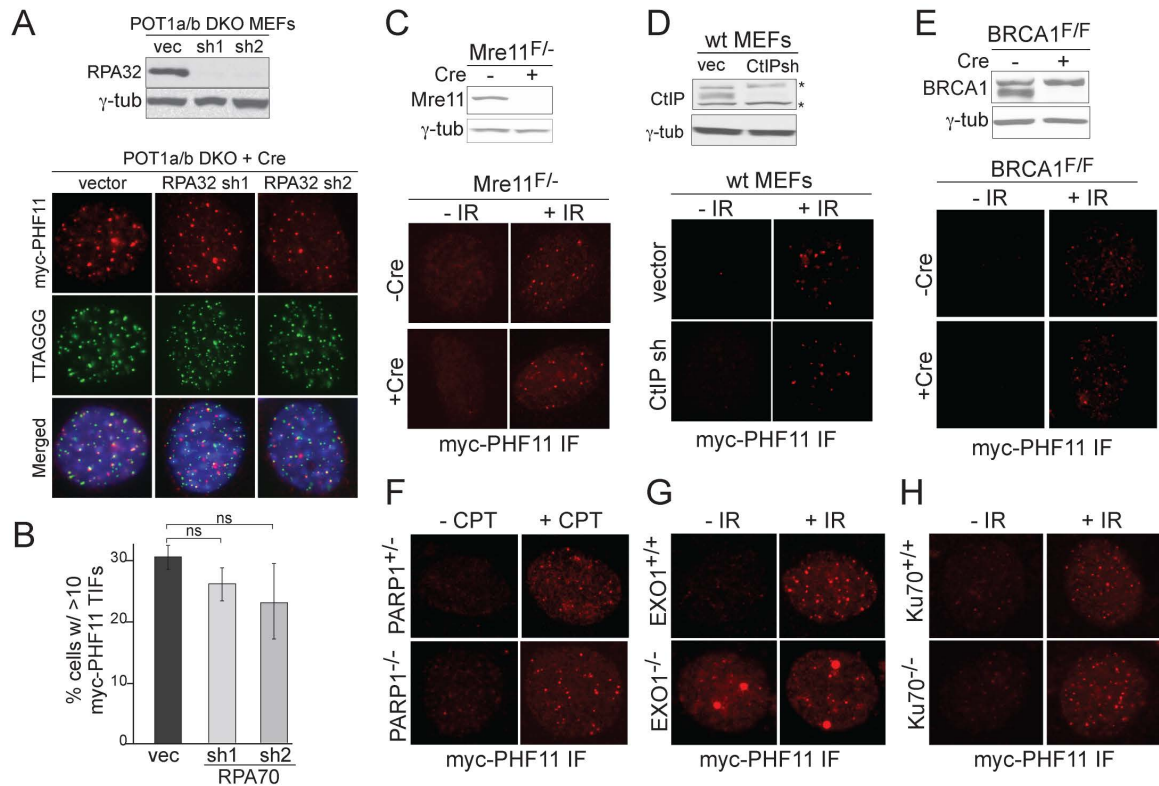 A
POT1a/b DKO MEFs
vec sh1 sh2
RPA32
γ-tub
POT1a/b DKO + Cre
vector RPA32 sh1 RPA32 sh2
myc-PHF11
TTAGGG
Merged
B
ns
ns
% cells w/ >10
myc-PHF11 TIFs
30
20
10
0
vec sh1 sh2
RPA70
C
Mre11F/-
Cre - +
Mre11
γ-tub
Mre11F/-
- IR + IR
-Cre
+Cre
myc-PHF11 IF
D
wt MEFs
vec CtIPsh
CtIP
*
*
γ-tub
wt MEFs
- IR + IR
vector
CtIP sh
myc-PHF11 IF
E
BRCA1F/F
Cre - +
BRCA1
γ-tub
BRCA1F/F
- IR + IR
-Cre
+Cre
myc-PHF11 IF
F
- CPT + CPT
PARP1+/-
PARP1-/-
myc-PHF11 IF
G
- IR + IR
EXO1+/+
EXO1-/-
myc-PHF11 IF
H
- IR + IR
Ku70+/+
Ku70-/-
myc-PHF11 IF